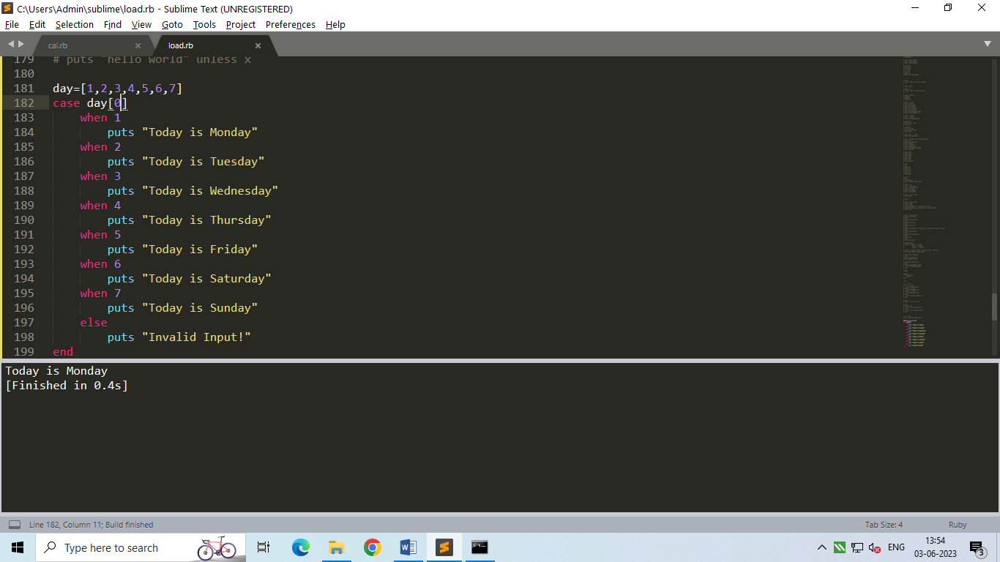 C:\Users\Admin\sublime\load.rb - Sublime Text (UNREGISTERED)
File Edit Selection Find View Goto Tools Project Preferences Help
cal.rb × load.rb ×
179 # puts "hello world" unless x
180
181 day=[1,2,3,4,5,6,7]
182 case day[0]
183 when 1
184 puts "Today is Monday"
185 when 2
186 puts "Today is Tuesday"
187 when 3
188 puts "Today is Wednesday"
189 when 4
190 puts "Today is Thursday"
191 when 5
192 puts "Today is Friday"
193 when 6
194 puts "Today is Saturday"
195 when 7
196 puts "Today is Sunday"
197 else
198 puts "Invalid Input!"
199 end
Today is Monday
[Finished in 0.4s]
Line 182, Column 11; Build finished Tab Size: 4 Ruby
Type here to search ENG 13:54
03-06-2023 3